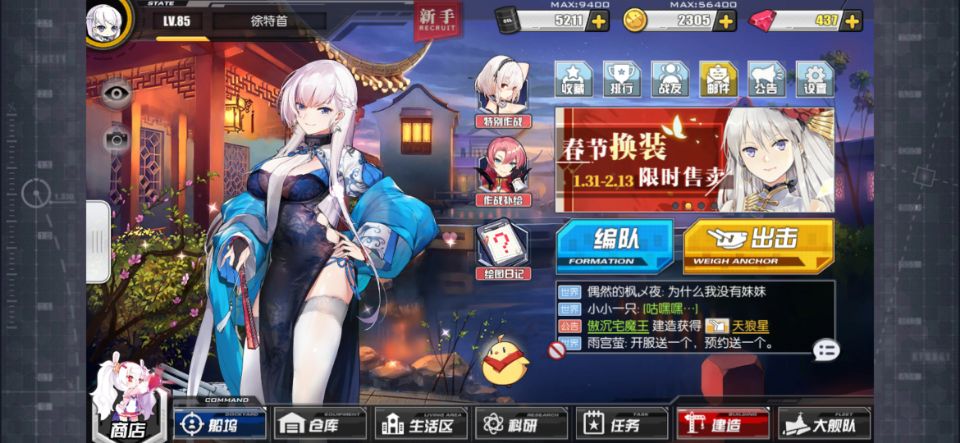 STATE
LV.85
徐特首
新手
RECRUIT
MAX:9400
5211
MAX:56400
2305
437
收藏
排行
战友
邮件
公告
设置
特别作战
春节换装
1.31-2.13 限时售卖
作战补给
绘图日记
编队
FORMATION
出击
WEIGH ANCHOR
世界 偶然的枫乄夜: 为什么我没有妹妹
世界 小小一只: [咕嘿嘿…]
公告 傲沉宅魔王 建造获得 天狼星
世界 雨宫萤: 开服送一个，预约送一个。
COMMAND
商店
DOCKYARD
船坞
EQUIPMENT
仓库
LIVING AREA
生活区
RESEARCH
科研
TASK
任务
BUILDING
建造
FLEET
大舰队